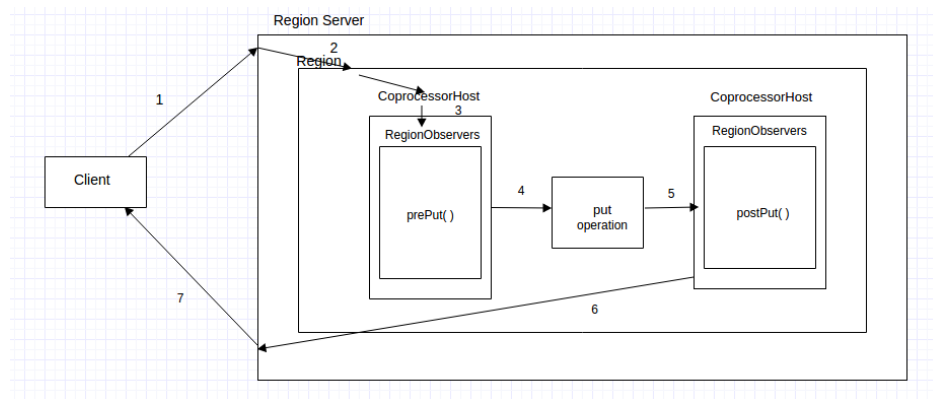 Region Server
2
Region
1
CoprocessorHost
CoprocessorHost
3
RegionObservers
RegionObservers
Client
4
5
prePut( )
put
operation
postPut( )
7
6